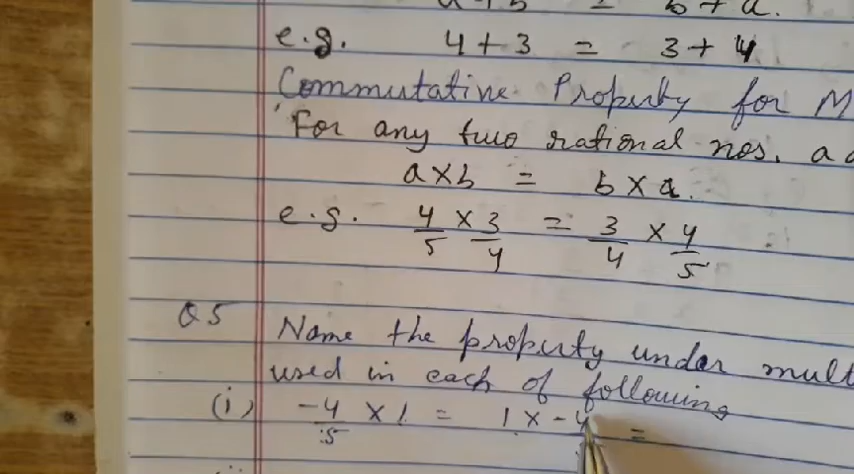 a + b = b + a.
e.g. 4 + 3 = 3 + 4
Commutative Property for M
For any two rational nos. a
a × b = b × a.
e.g. 4/5 × 3/4 = 3/4 × 4/5
Q5 Name the property under mult
used in each of following
(i) -4/5 × 1 = 1 × -4 =